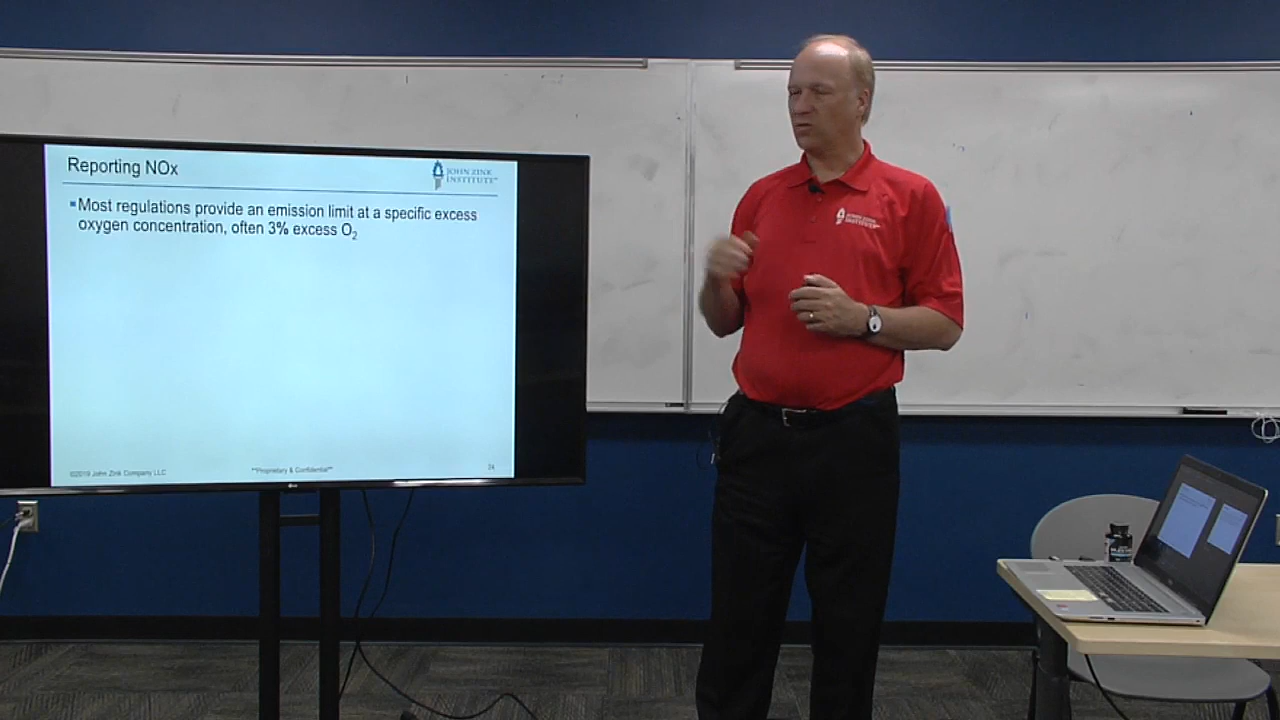 Reporting NOx
JOHN ZINK
INSTITUTE
▪Most regulations provide an emission limit at a specific excess
oxygen concentration, often 3% excess O₂
©2019 John Zink Company LLC
**Proprietary & Confidential**
24
JOHN ZINK
INSTITUTE